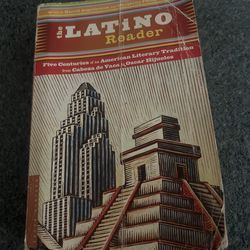 the LATINO
Reader
Five Centuries of an American Literary Tradition
from Cabeza de Vaca to Oscar Hijuelos